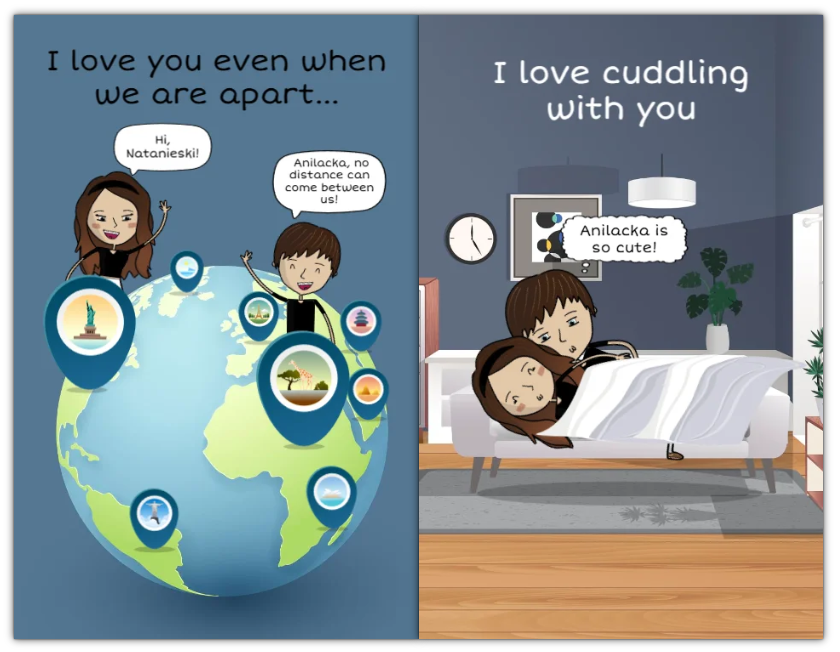 I love you even when
we are apart...
Hi,
Natanieski!
Anilacka, no
distance can
come between
us!
I love cuddling
with you
Anilacka is
so cute!